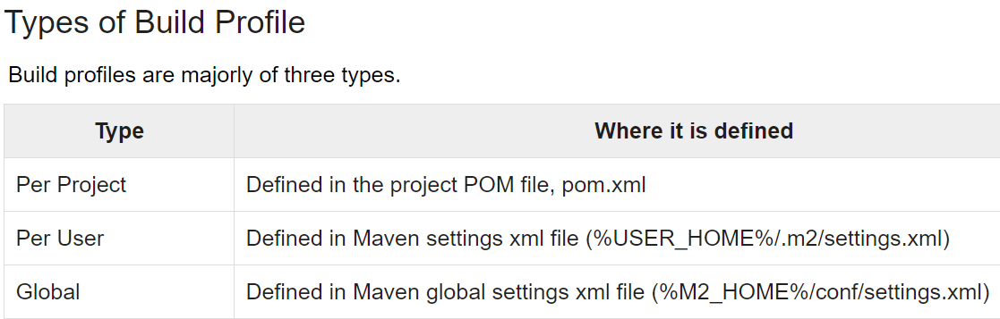 Types of Build Profile
Build profiles are majorly of three types.
Type Where it is defined
Per Project Defined in the project POM file, pom.xml
Per User Defined in Maven settings xml file (%USER_HOME%/.m2/settings.xml)
Global Defined in Maven global settings xml file (%M2_HOME%/conf/settings.xml)